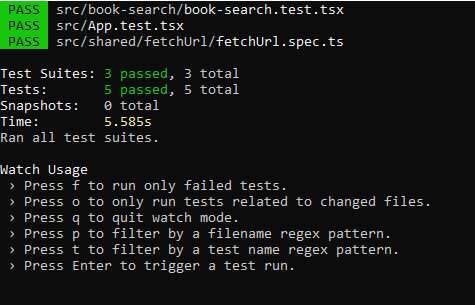 PASS src/book-search/book-search.test.tsx
PASS src/App.test.tsx
PASS src/shared/fetchUrl/fetchUrl.spec.ts
Test Suites: 3 passed, 3 total
Tests: 5 passed, 5 total
Snapshots: 0 total
Time: 5.585s
Ran all test suites.
Watch Usage
› Press f to run only failed tests.
› Press o to only run tests related to changed files.
› Press q to quit watch mode.
› Press p to filter by a filename regex pattern.
› Press t to filter by a test name regex pattern.
› Press Enter to trigger a test run.